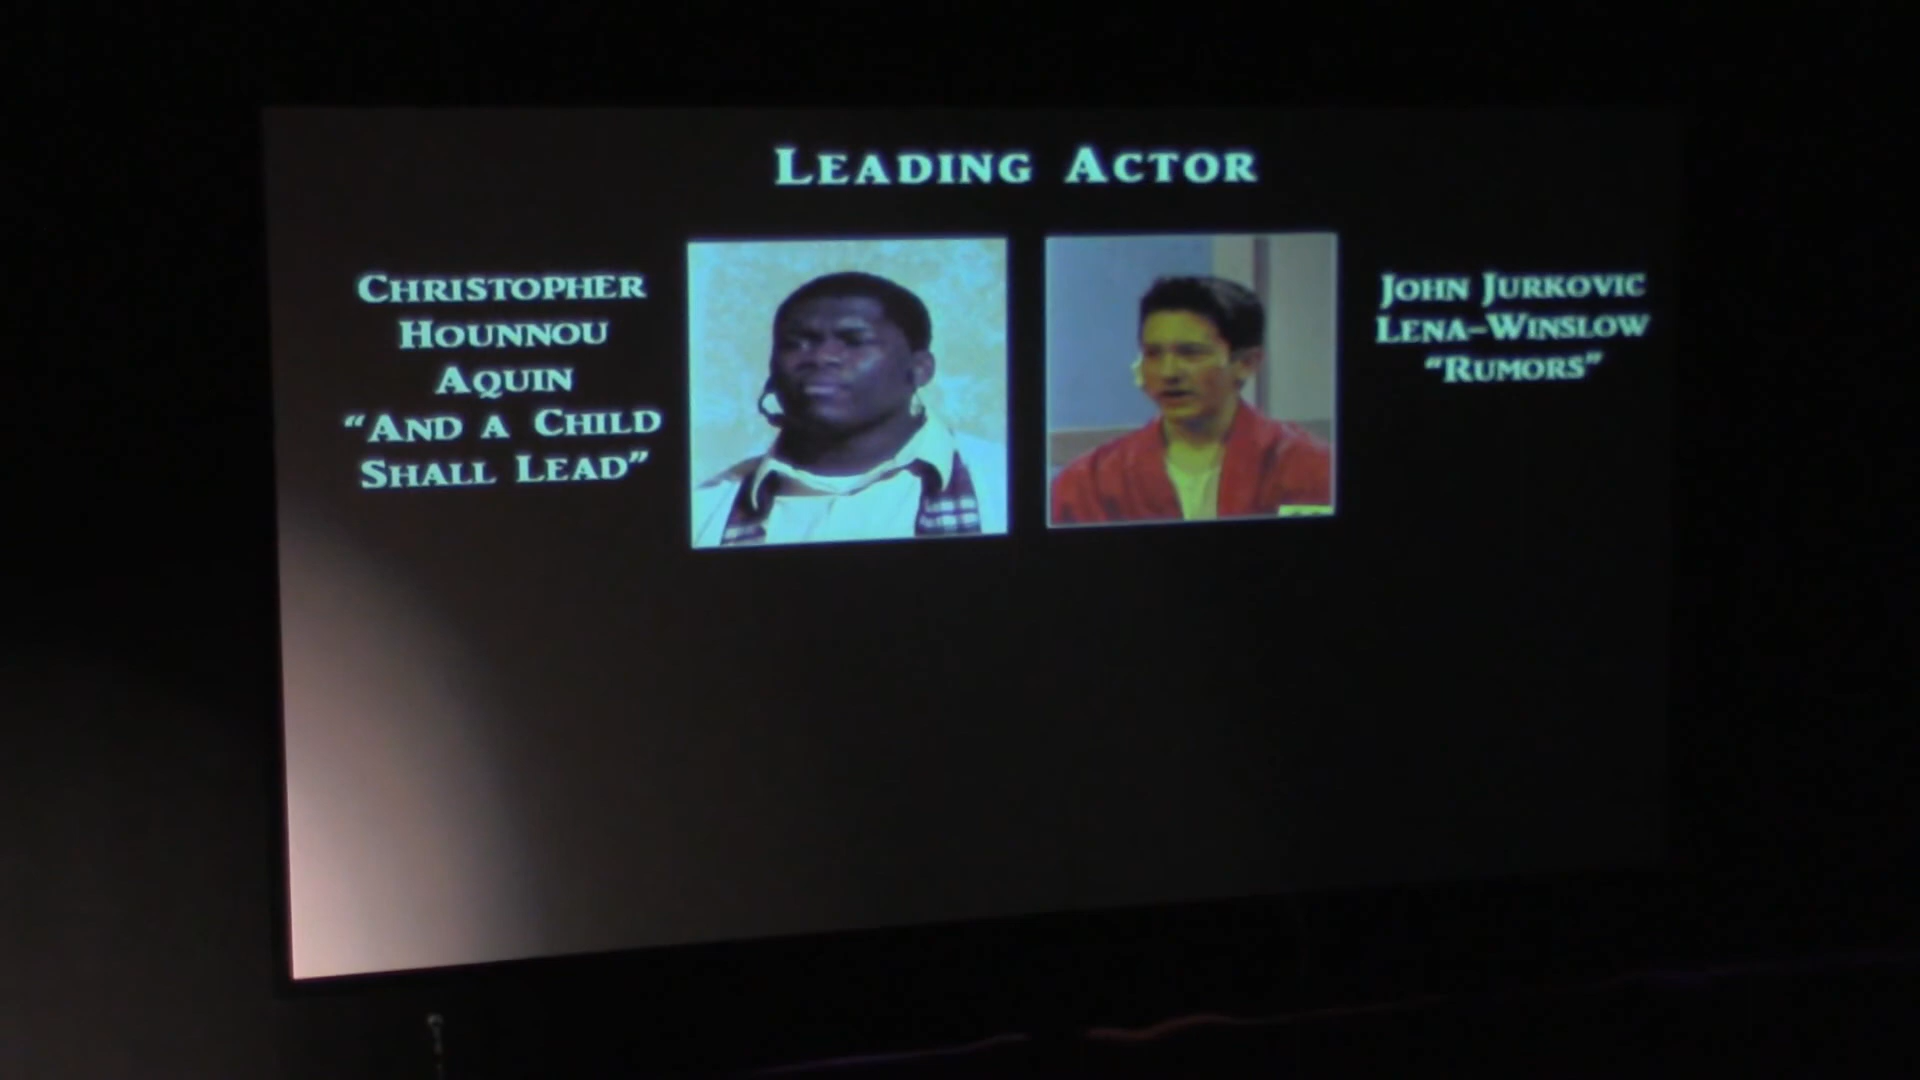 LEADING ACTOR
CHRISTOPHER
HOUNNOU
AQUIN
"AND A CHILD
SHALL LEAD"
JOHN JURKOVIC
LENA-WINSLOW
"RUMORS"